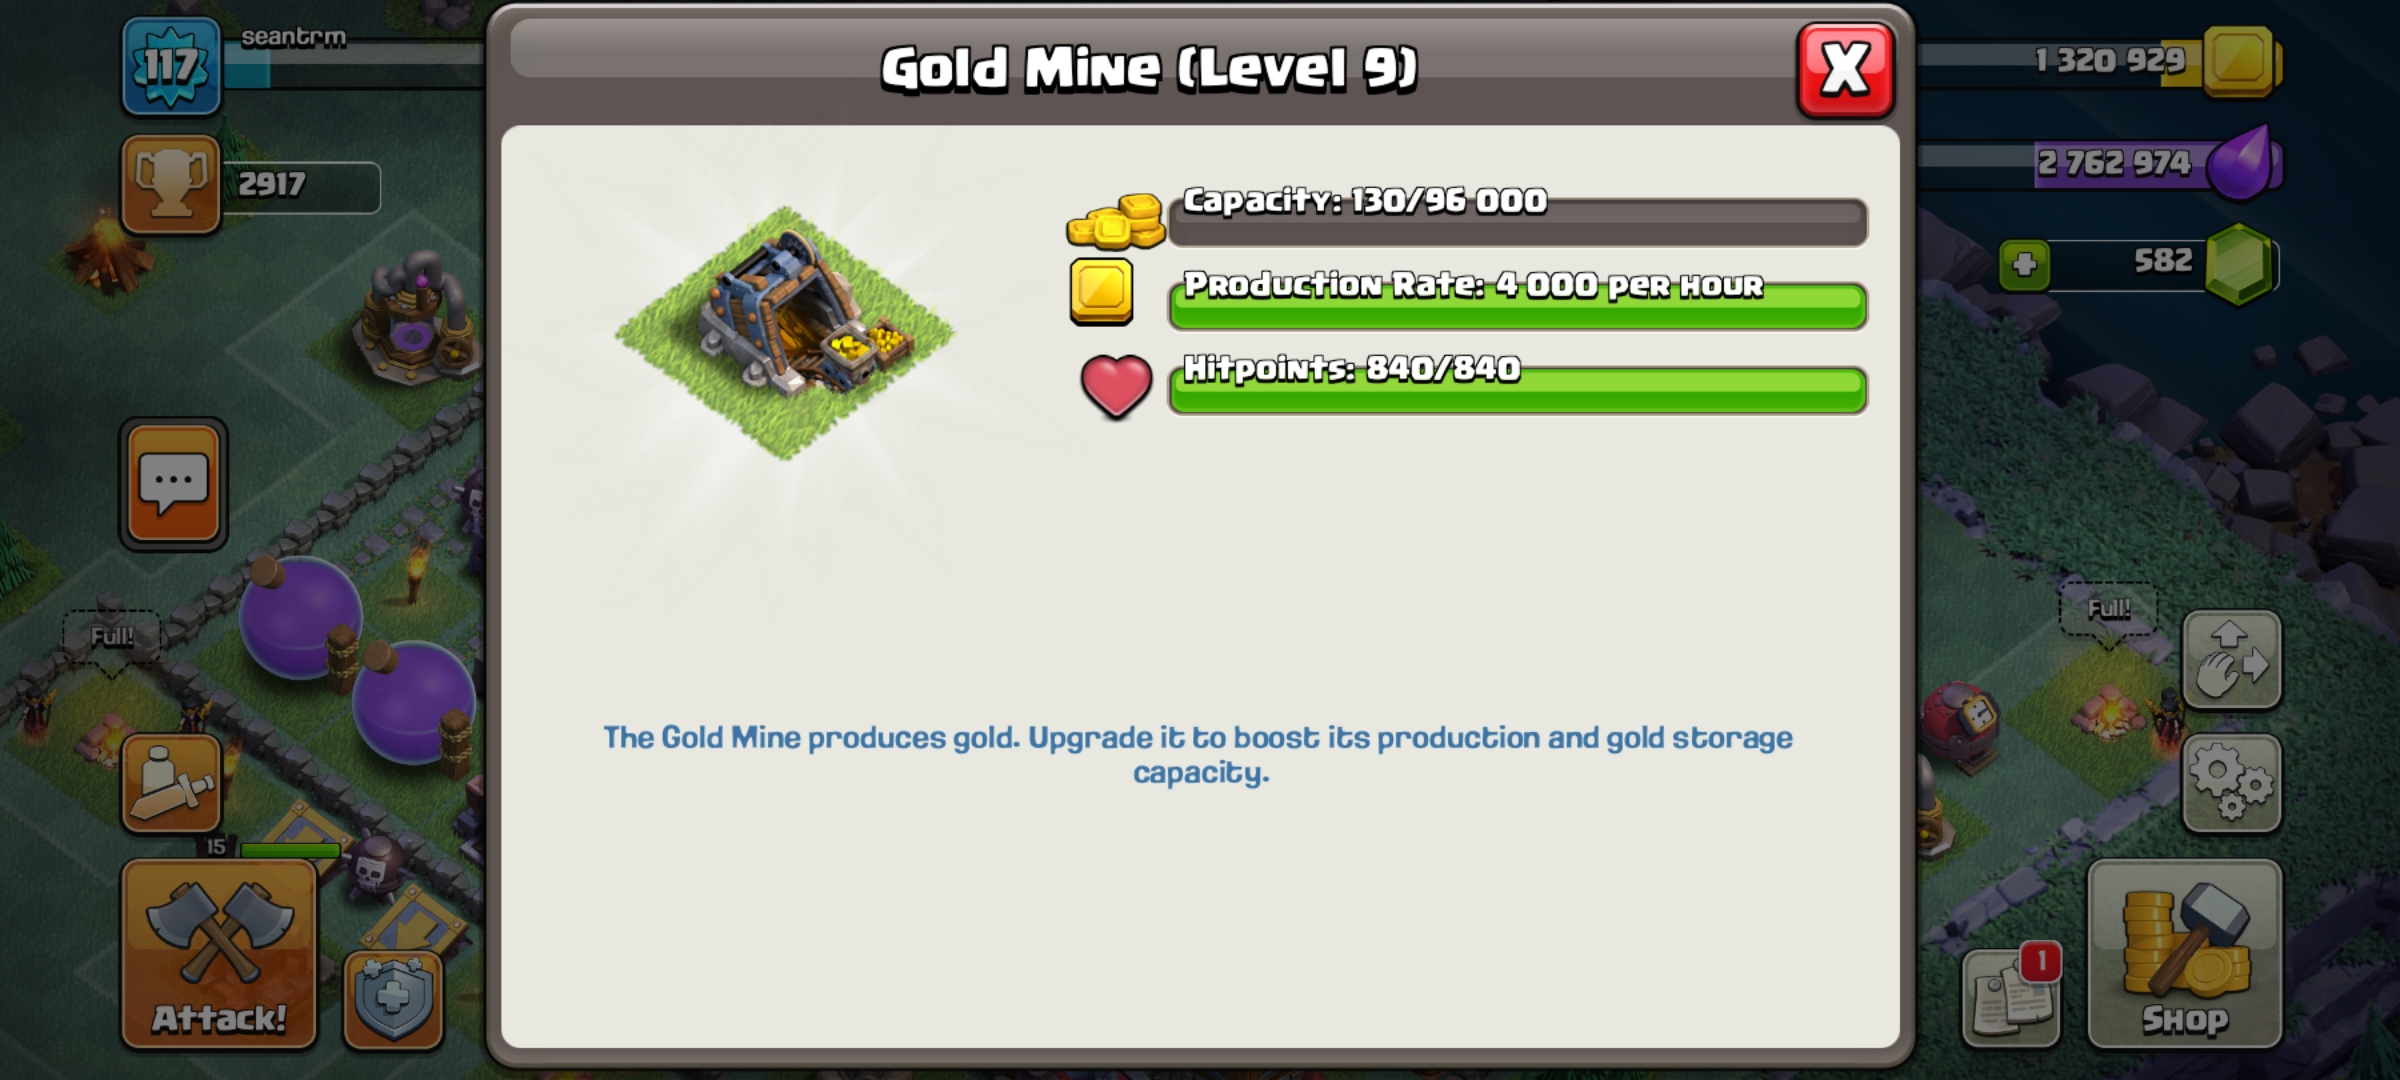 117
seantrm
Gold Mine (Level 9)
X
1 320 929
2917
2 762 974
Capacity: 130/96 000
582
Production Rate: 4 000 per hour
Hitpoints: 840/840
Full!
Full!
The Gold Mine produces gold. Upgrade it to boost its production and gold storage
capacity.
15
1
Attack!
Shop